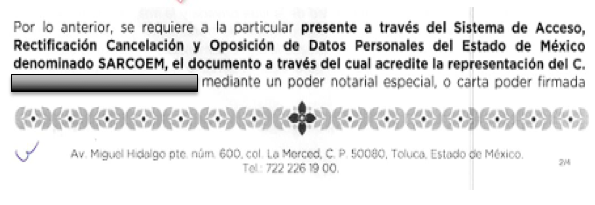 Por lo anterior, se requiere a la particular presente a través del Sistema de Acceso,
Rectificación Cancelación y Oposición de Datos Personales del Estado de México
denominado SARCOEM, el documento a través del cual acredite la representación del C.
mediante un poder notarial especial, o carta poder firmada
Av. Miguel Hidalgo pte. núm. 600, col. La Merced, C. P. 50080, Toluca, Estado de México.
Tel.: 722 226 19 00.
2/4